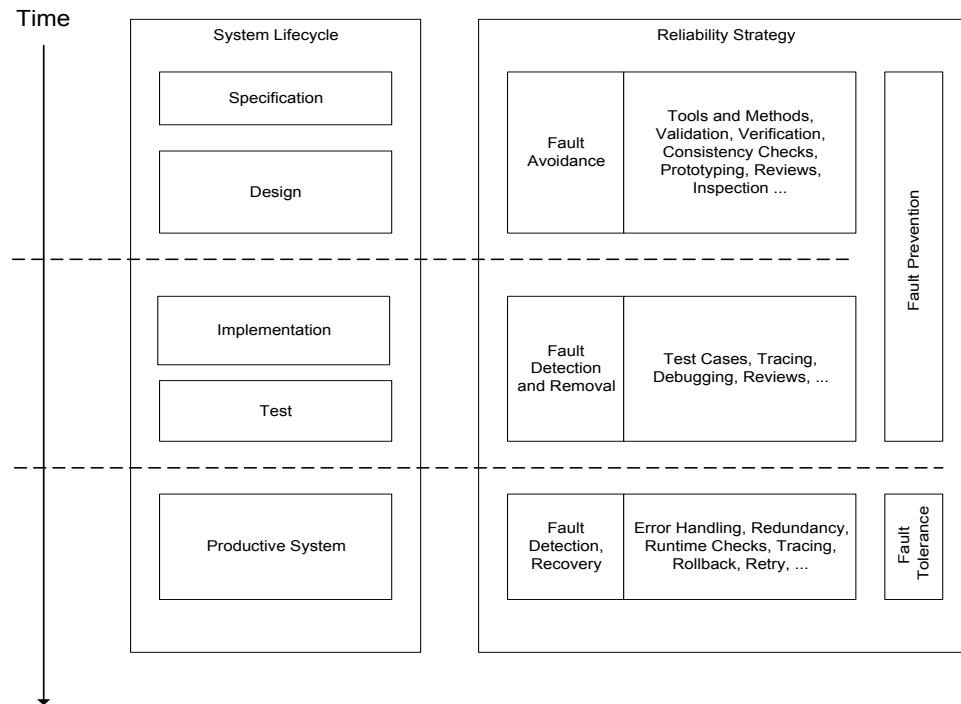 Time
System Lifecycle
Reliability Strategy
Specification
Design
Fault
Avoidance
Tools and Methods,
Validation, Verification,
Consistency Checks,
Prototyping, Reviews,
Inspection ...
Fault Prevention
Implementation
Test
Fault
Detection
and Removal
Test Cases, Tracing,
Debugging, Reviews, ...
Productive System
Fault
Detection,
Recovery
Error Handling, Redundancy,
Runtime Checks, Tracing,
Rollback, Retry, ...
Fault
Tolerance